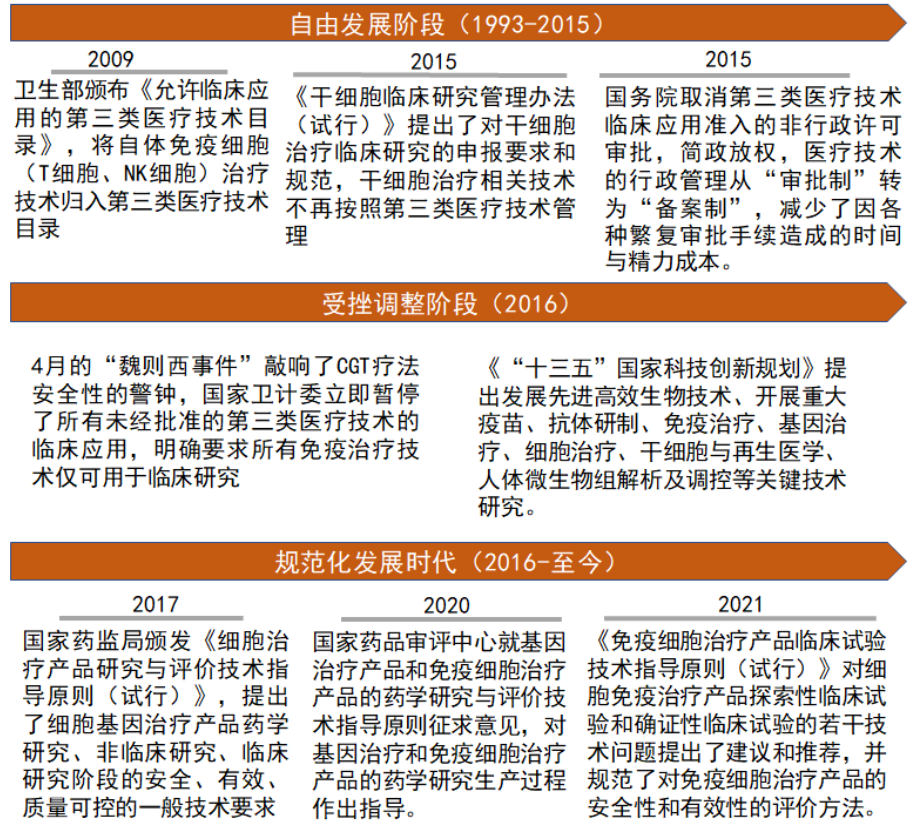 自由发展阶段（1993-2015）
2009
卫生部颁布《允许临床应
用的第三类医疗技术目
录》，将自体免疫细胞
（T细胞、NK细胞）治疗
技术归入第三类医疗技术
目录
2015
《干细胞临床研究管理办法
（试行）》提出了对干细胞
治疗临床研究的申报要求和
规范，干细胞治疗相关技术
不再按照第三类医疗技术管
理
2015
国务院取消第三类医疗技术
临床应用准入的非行政许可
审批，简政放权，医疗技术
的行政管理从“审批制”转
为“备案制”，减少了因各
种繁复审批手续造成的时间
与精力成本。
受挫调整阶段（2016）
4月的“魏则西事件”敲响了CGT疗法
安全性的警钟，国家卫计委立即暂停
了所有未经批准的第三类医疗技术的
临床应用，明确要求所有免疫治疗技
术仅可用于临床研究
《“十三五”国家科技创新规划》提
出发展先进高效生物技术、开展重大
疫苗、抗体研制、免疫治疗、基因治
疗、细胞治疗、干细胞与再生医学、
人体微生物组解析及调控等关键技术
研究。
规范化发展时代（2016-至今）
2017
国家药监局颁发《细胞治
疗产品研究与评价技术指
导原则（试行）》，提出
了细胞基因治疗产品药学
研究、非临床研究、临床
研究阶段的安全、有效、
质量可控的一般技术要求
2020
国家药品审评中心就基因
治疗产品和免疫细胞治疗
产品的药学研究与评价技
术指导原则征求意见，对
基因治疗和免疫细胞治疗
产品的药学研究生产过程
作出指导。
2021
《免疫细胞治疗产品临床试验
技术指导原则（试行）》对细
胞免疫治疗产品探索性临床试
验和确证性临床试验的若干技
术问题提出了建议和推荐，并
规范了对免疫细胞治疗产品的
安全性和有效性的评价方法。